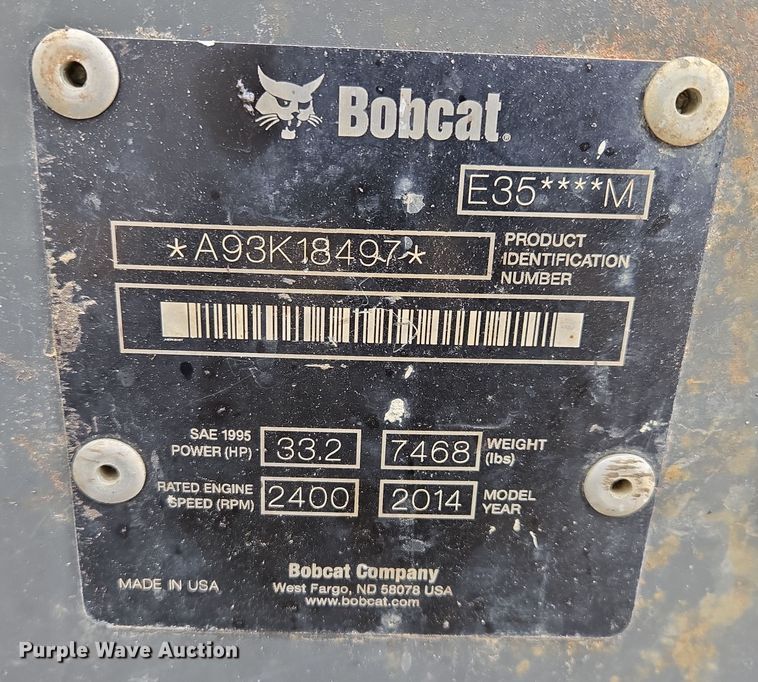 Bobcat®
E35****M
*A93K18497*
PRODUCT
IDENTIFICATION
NUMBER
SAE 1995
POWER (HP)
33.2
7468
WEIGHT
(lbs)
RATED ENGINE
SPEED (RPM)
2400
2014
MODEL
YEAR
Bobcat Company
MADE IN USA
West Fargo, ND 58078 USA
www.bobcat.com
Purple Wave Auction